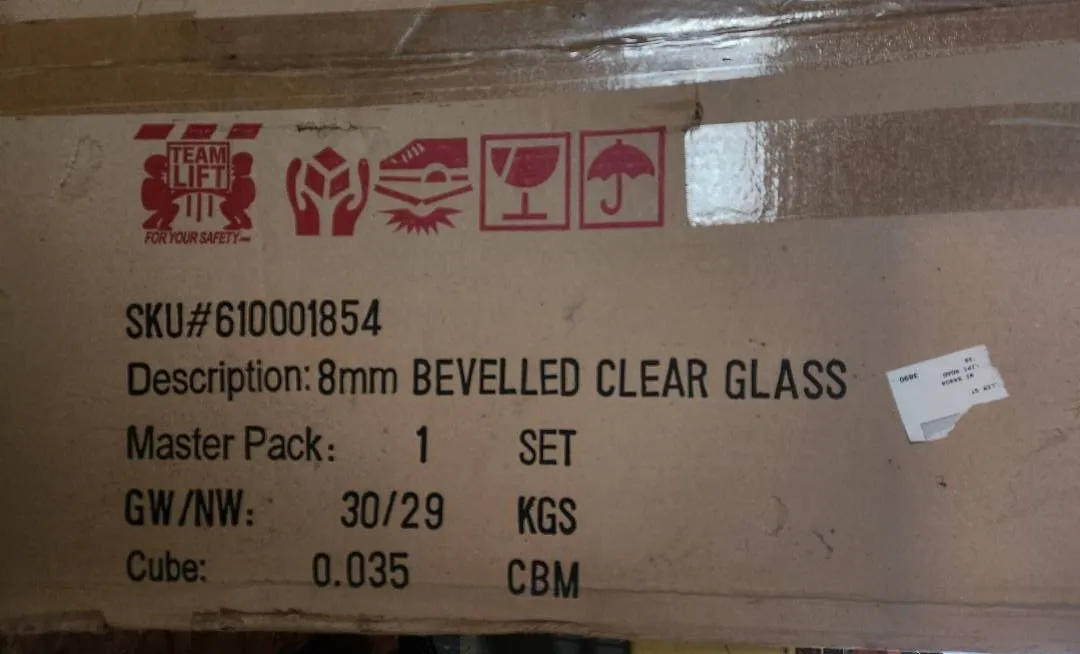 TEAM
LIFT
FOR YOUR SAFETY
SKU#610001854
Description: 8mm BEVELLED CLEAR GLASS
Master Pack: 1 SET
GW/NW: 30/29 KGS
Cube: 0.035 CBM